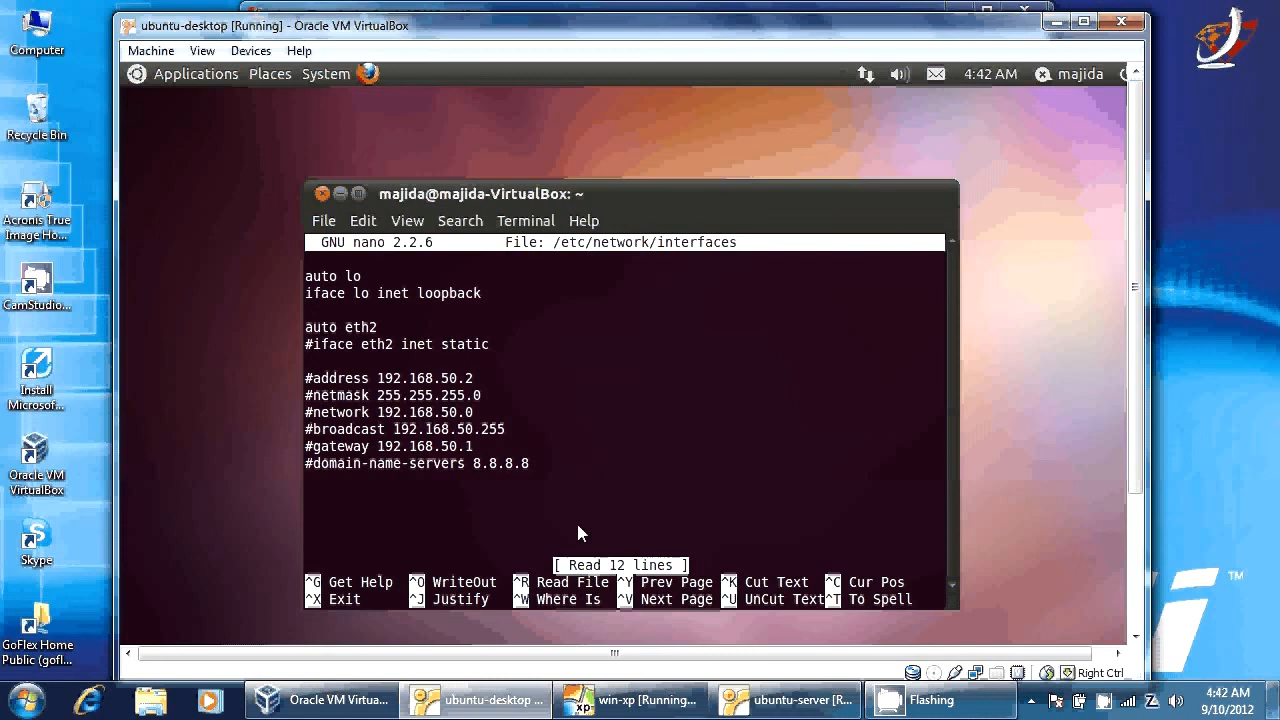 ubuntu-desktop [Running] - Oracle VM VirtualBox
Machine View Devices Help
Applications Places System 4:42 AM majida
majida@majida-VirtualBox: ~
File Edit View Search Terminal Help
GNU nano 2.2.6 File: /etc/network/interfaces
auto lo
iface lo inet loopback
auto eth2
#iface eth2 inet static
#address 192.168.50.2
#netmask 255.255.255.0
#network 192.168.50.0
#broadcast 192.168.50.255
#gateway 192.168.50.1
#domain-name-servers 8.8.8.8
[ Read 12 lines ]
^G Get Help ^O WriteOut ^R Read File ^Y Prev Page ^K Cut Text ^C Cur Pos
^X Exit ^J Justify ^W Where Is ^V Next Page ^U UnCut Text ^T To Spell
Right Ctrl
Computer
Recycle Bin
Acronis True
Image Ho...
CamStudio...
Install
Microsof...
Oracle VM
VirtualBox
Skype
GoFlex Home
Public (gofl...
TM
Oracle VM Virtua...
ubuntu-desktop ...
xp
win-xp [Running...
ubuntu-server [R...
Flashing
4:42 AM
9/10/2012